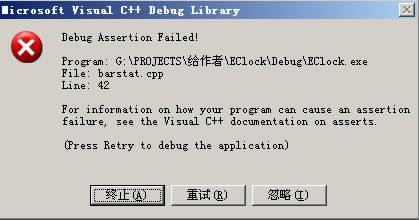 Microsoft Visual C++ Debug Library
Debug Assertion Failed!
Program: G:\PROJECTS\给作者\EClock\Debug\EClock.exe
File: barstat.cpp
Line: 42
For information on how your program can cause an assertion
failure, see the Visual C++ documentation on asserts.
(Press Retry to debug the application)
终止(A) 重试(R) 忽略(I)